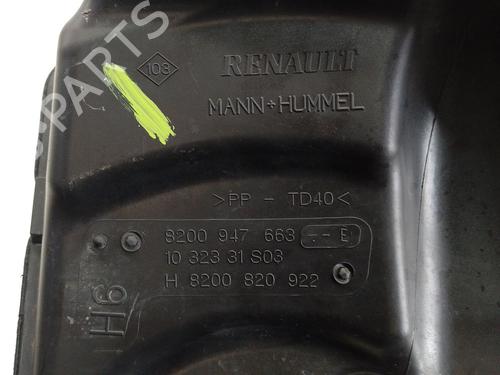 PARTS
103
RENAULT
MANN+HUMMEL
>PP - TD40<
8200 947 663 -- E
10 323 31 S03
H 8200 820 922
H6